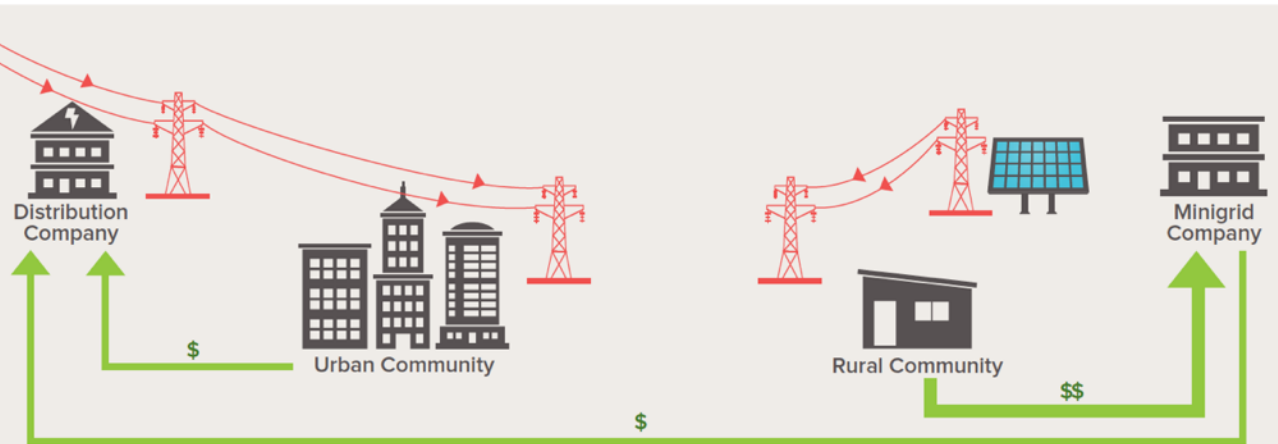 Distribution
Company
$
Urban Community
$
Rural Community
$$
Minigrid
Company